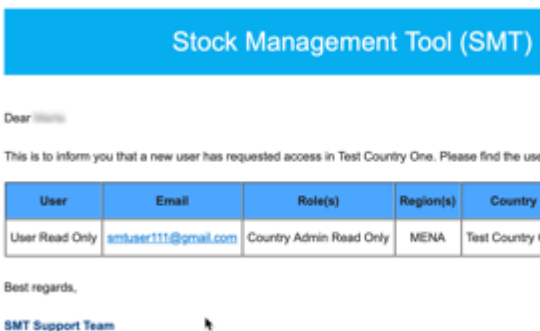 Stock Management Tool (SMT)
Dear
This is to inform you that a new user has requested access in Test Country One. Please find the use
User Email Role(s) Region(s) Country
User Read Only smtuser111@gmail.com Country Admin Read Only MENA Test Country
Best regards,
SMT Support Team